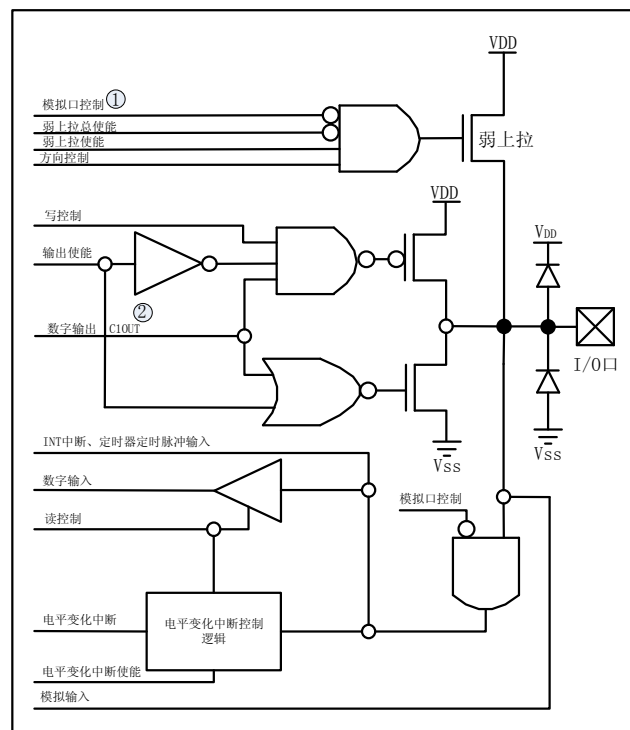 VDD
模拟口控制①
弱上拉总使能
弱上拉使能
方向控制
弱上拉
VDD
写控制
输出使能
VDD
②
数字输出 C1OUT
I/O口
INT中断、定时器定时脉冲输入
VSS
VSS
数字输入
模拟口控制
读控制
电平变化中断
电平变化中断控制
逻辑
电平变化中断使能
模拟输入